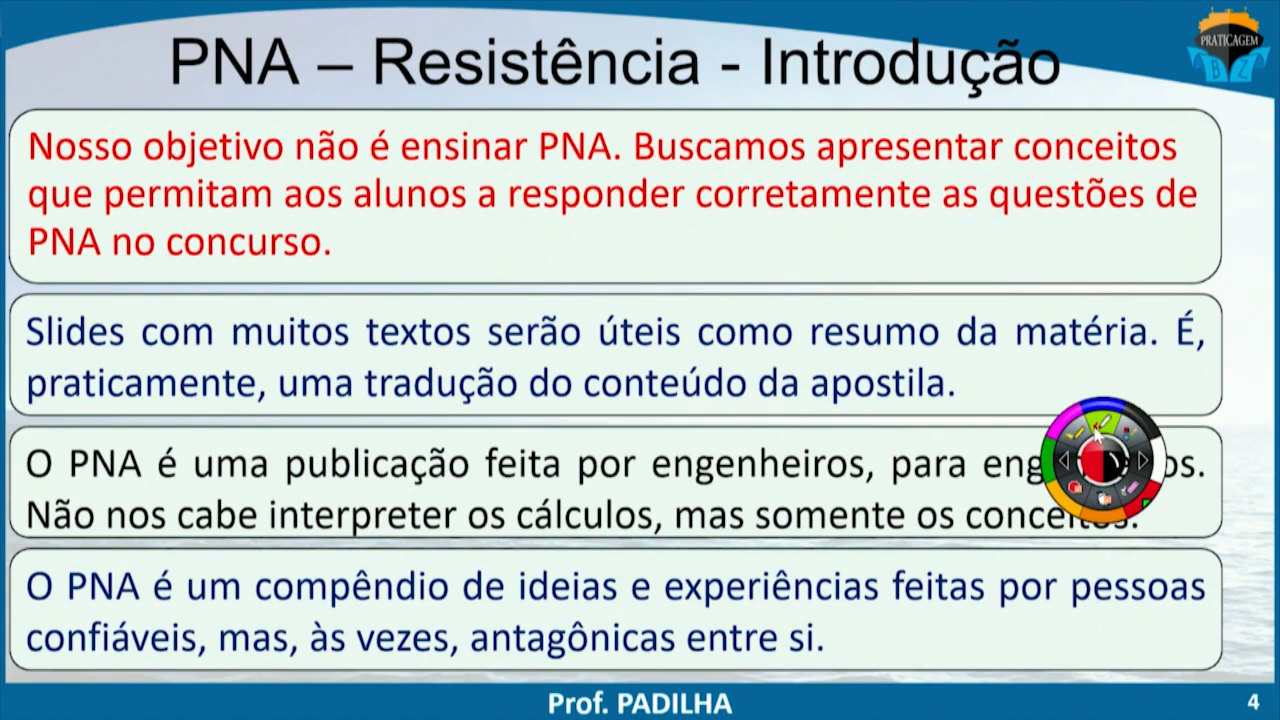 PNA – Resistência - Introdução
PRATICAGEM
B Z
Nosso objetivo não é ensinar PNA. Buscamos apresentar conceitos
que permitam aos alunos a responder corretamente as questões de
PNA no concurso.
Slides com muitos textos serão úteis como resumo da matéria. É,
praticamente, uma tradução do conteúdo da apostila.
O PNA é uma publicação feita por engenheiros, para
Não nos cabe interpreter os cálculos, mas somente os conceitos.
O PNA é um compêndio de ideias e experiências feitas por pessoas
confiáveis, mas, às vezes, antagônicas entre si.
Prof. PADILHA
4